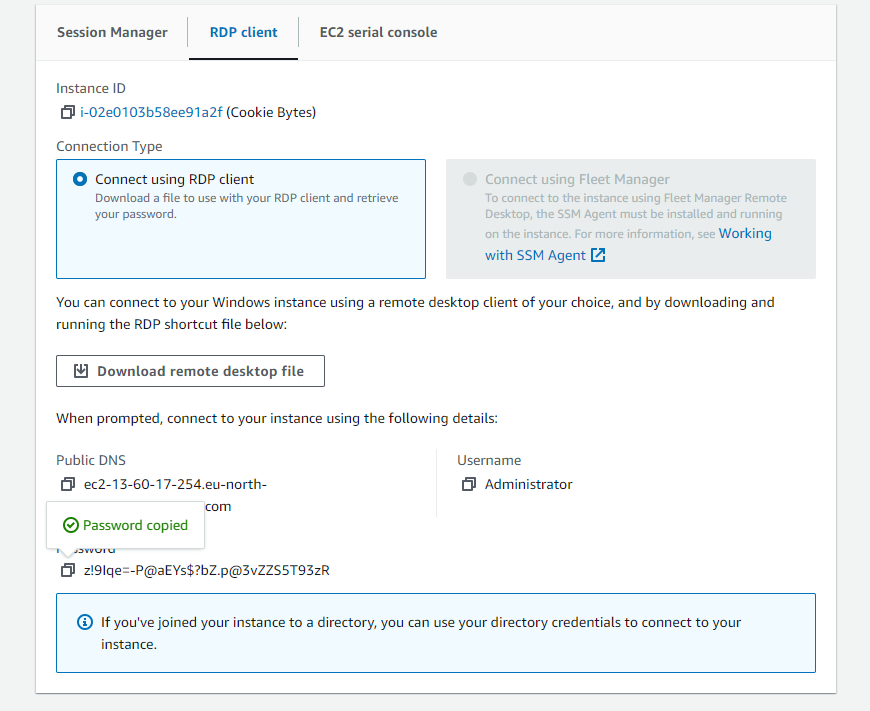 Session Manager
RDP client
EC2 serial console
Instance ID
i-02e0103b58ee91a2f (Cookie Bytes)
Connection Type
Connect using RDP client
Download a file to use with your RDP client and retrieve
your password.
Connect using Fleet Manager
To connect to the instance using Fleet Manager Remote
Desktop, the SSM Agent must be installed and running
on the instance. For more information, see Working
with SSM Agent
You can connect to your Windows instance using a remote desktop client of your choice, and by downloading and
running the RDP shortcut file below:
Download remote desktop file
When prompted, connect to your instance using the following details:
Public DNS
ec2-13-60-17-254.eu-north-
com
Username
Administrator
Password copied
Password
z!9Iqe=-P@aEYs$?bZ.p@3vZZS5T93zR
If you've joined your instance to a directory, you can use your directory credentials to connect to your
instance.